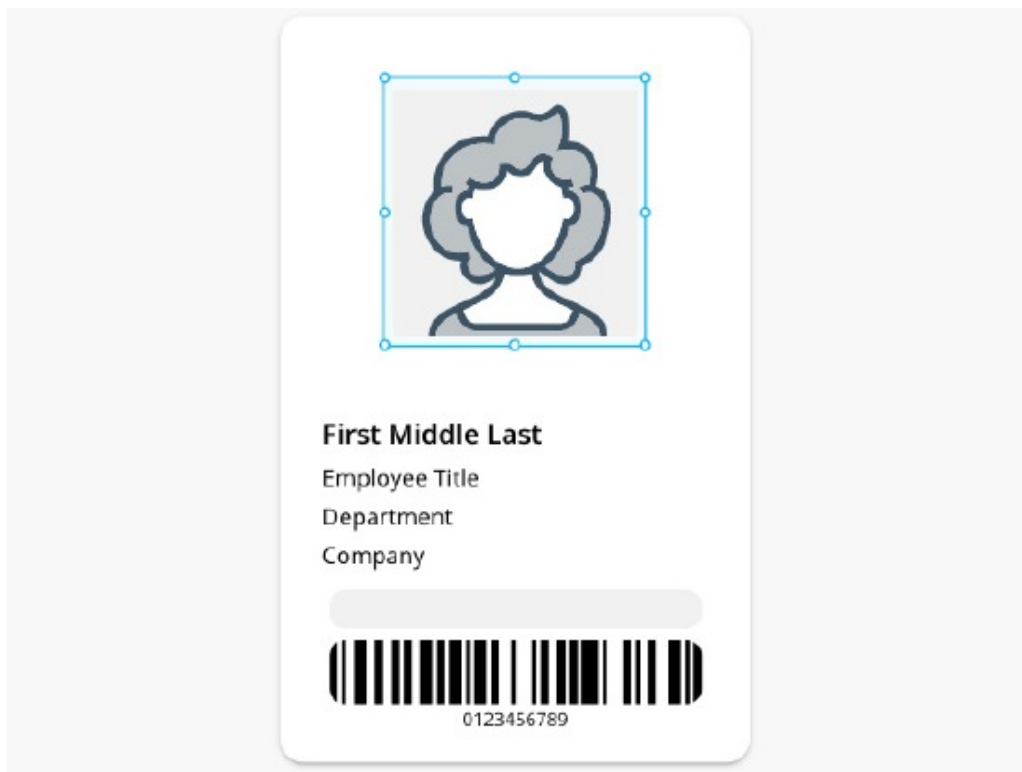 First Middle Last
Employee Title
Department
Company
0123456789